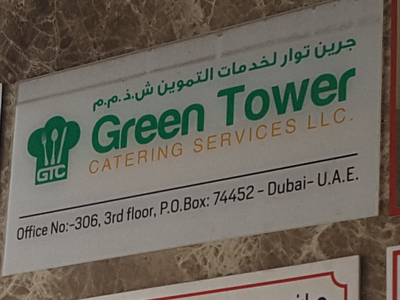 جرين توار لخدمات التموين ش.ذ.م.م
Green Tower
GTC
CATERING SERVICES LLC.
Office No:-306, 3rd floor, P.O.Box: 74452 - Dubai- U.A.E.